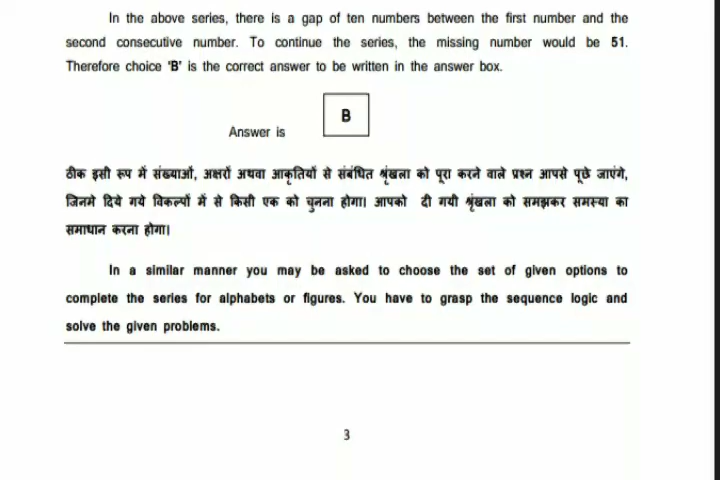 In the above series, there is a gap of ten numbers between the first number and the
second consecutive number. To continue the series, the missing number would be 51.
Therefore choice 'B' is the correct answer to be written in the answer box.
Answer is B
ठीक इसी रूप में संख्याओं, अक्षरों अथवा आकृतियों से संबंधित श्रृंखला को पूरा करने वाले प्रश्न आपसे पूछे जाएंगे,
जिनमे दिये गये विकल्पों में से किसी एक को चुनना होगा। आपको दी गयी श्रृंखला को समझकर समस्या का
समाधान करना होगा।
In a similar manner you may be asked to choose the set of given options to
complete the series for alphabets or figures. You have to grasp the sequence logic and
solve the given problems.
3